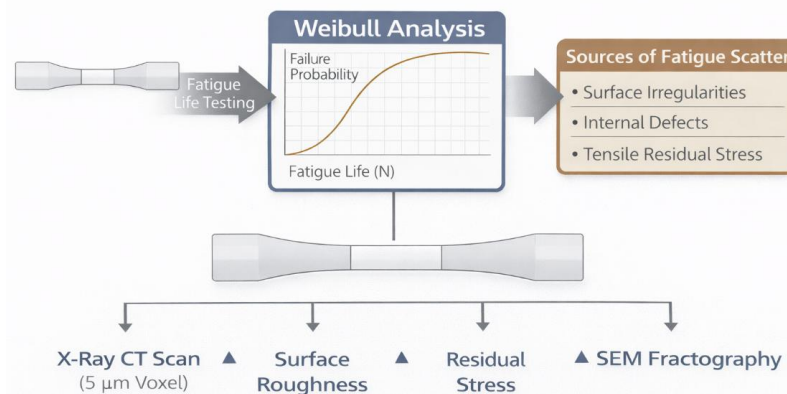 Weibull Analysis
Failure
Probability
Fatigue Life (N)
Fatigue
Life Testing
Sources of Fatigue Scatter
• Surface Irregularities
• Internal Defects
• Tensile Residual Stress
X-Ray CT Scan
(5 μm Voxel)
Surface
Roughness
Residual
Stress
SEM Fractography